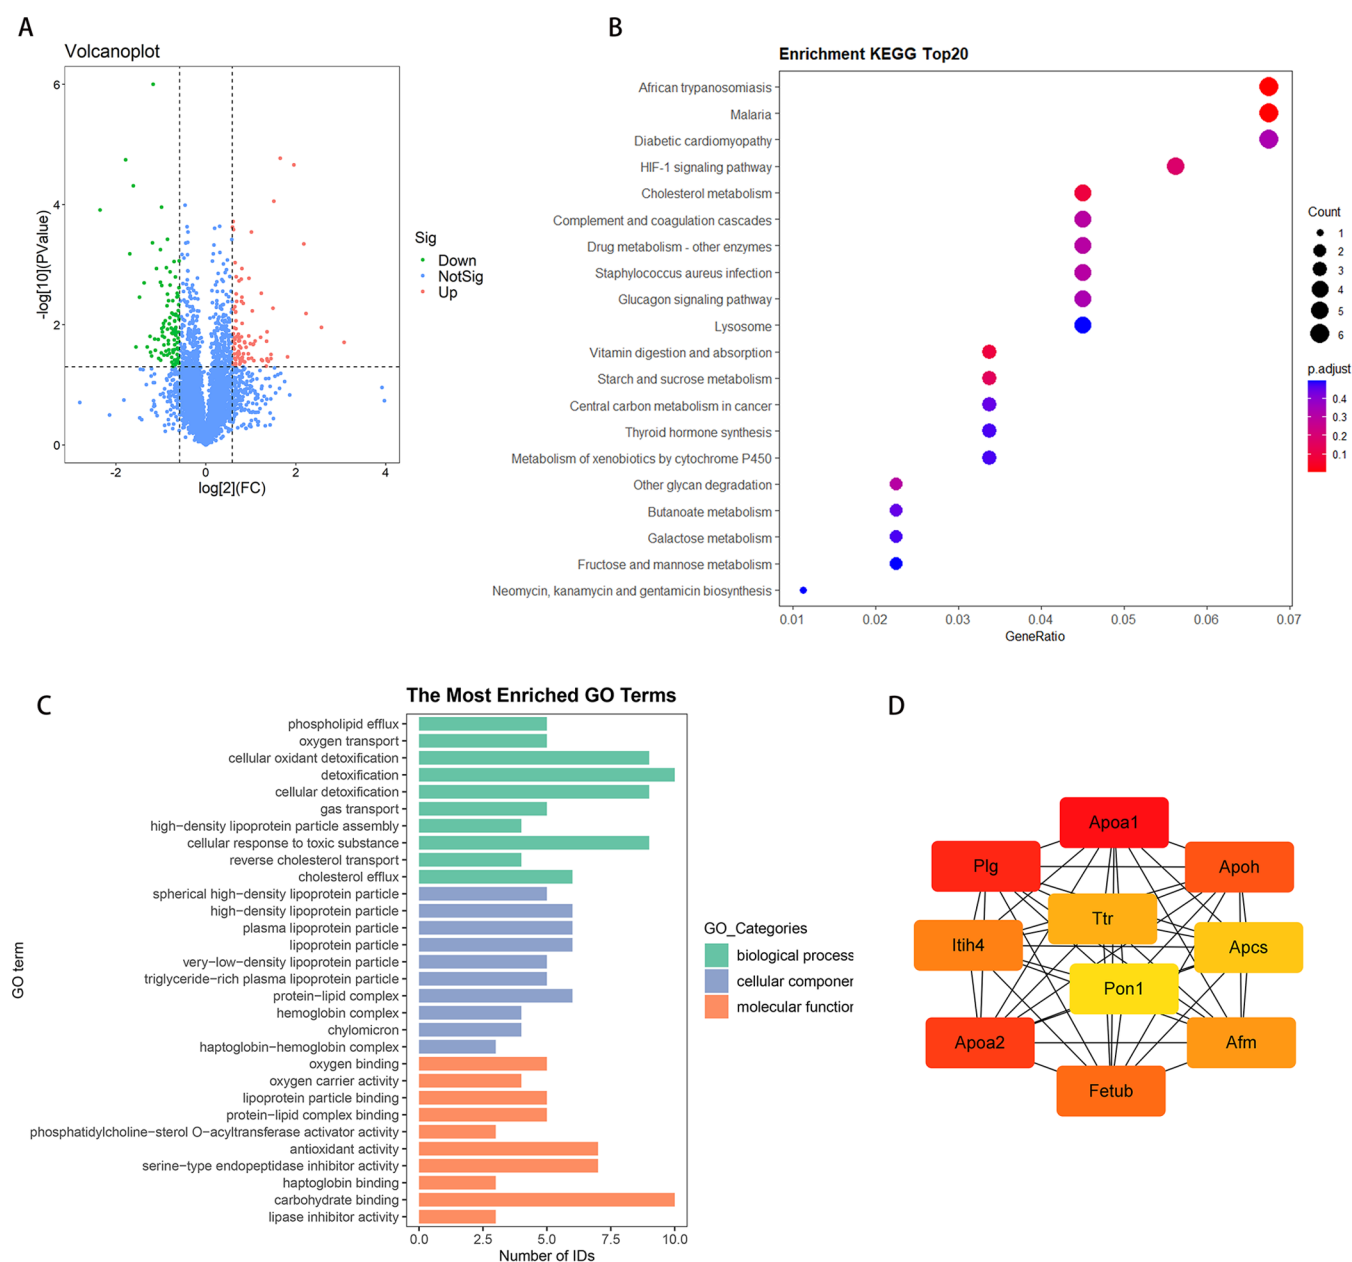 A
Volcanoplot
6
4
2
0
-2
0
2
4
-log[10](PValue)
log[2](FC)
Sig
Down
NotSig
Up
B
Enrichment KEGG Top20
African trypanosomiasis
Malaria
Diabetic cardiomyopathy
HIF-1 signaling pathway
Cholesterol metabolism
Complement and coagulation cascades
Drug metabolism - other enzymes
Staphylococcus aureus infection
Glucagon signaling pathway
Lysosome
Vitamin digestion and absorption
Starch and sucrose metabolism
Central carbon metabolism in cancer
Thyroid hormone synthesis
Metabolism of xenobiotics by cytochrome P450
Other glycan degradation
Butanoate metabolism
Galactose metabolism
Fructose and mannose metabolism
Neomycin, kanamycin and gentamicin biosynthesis
0.01
0.02
0.03
0.04
0.05
0.06
0.07
GeneRatio
Count
1
2
3
4
5
6
p.adjust
0.4
0.3
0.2
0.1
C
The Most Enriched GO Terms
GO term
phospholipid efflux
oxygen transport
cellular oxidant detoxification
detoxification
cellular detoxification
gas transport
high−density lipoprotein particle assembly
cellular response to toxic substance
reverse cholesterol transport
cholesterol efflux
spherical high−density lipoprotein particle
high−density lipoprotein particle
plasma lipoprotein particle
lipoprotein particle
very−low−density lipoprotein particle
triglyceride−rich plasma lipoprotein particle
protein−lipid complex
hemoglobin complex
chylomicron
haptoglobin−hemoglobin complex
oxygen binding
oxygen carrier activity
lipoprotein particle binding
protein−lipid complex binding
phosphatidylcholine−sterol O−acyltransferase activator activity
antioxidant activity
serine−type endopeptidase inhibitor activity
haptoglobin binding
carbohydrate binding
lipase inhibitor activity
0.0
2.5
5.0
7.5
10.0
Number of IDs
GO_Categories
biological process
cellular componer
molecular function
D
Apoa1
Plg
Apoh
Ttr
Itih4
Apcs
Pon1
Apoa2
Afm
Fetub